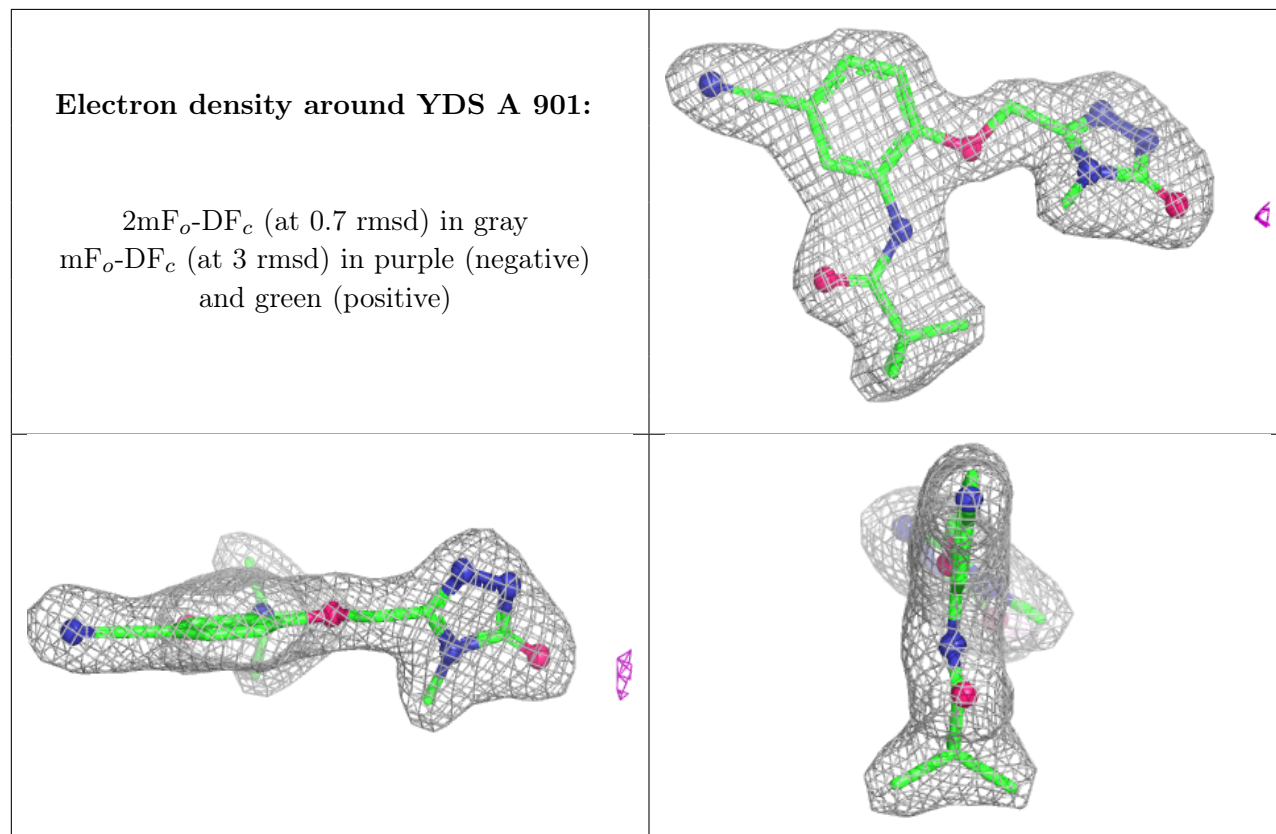 Electron density around YDS A 901:
2mFo-DFc (at 0.7 rmsd) in gray
mFo-DFc (at 3 rmsd) in purple (negative)
and green (positive)